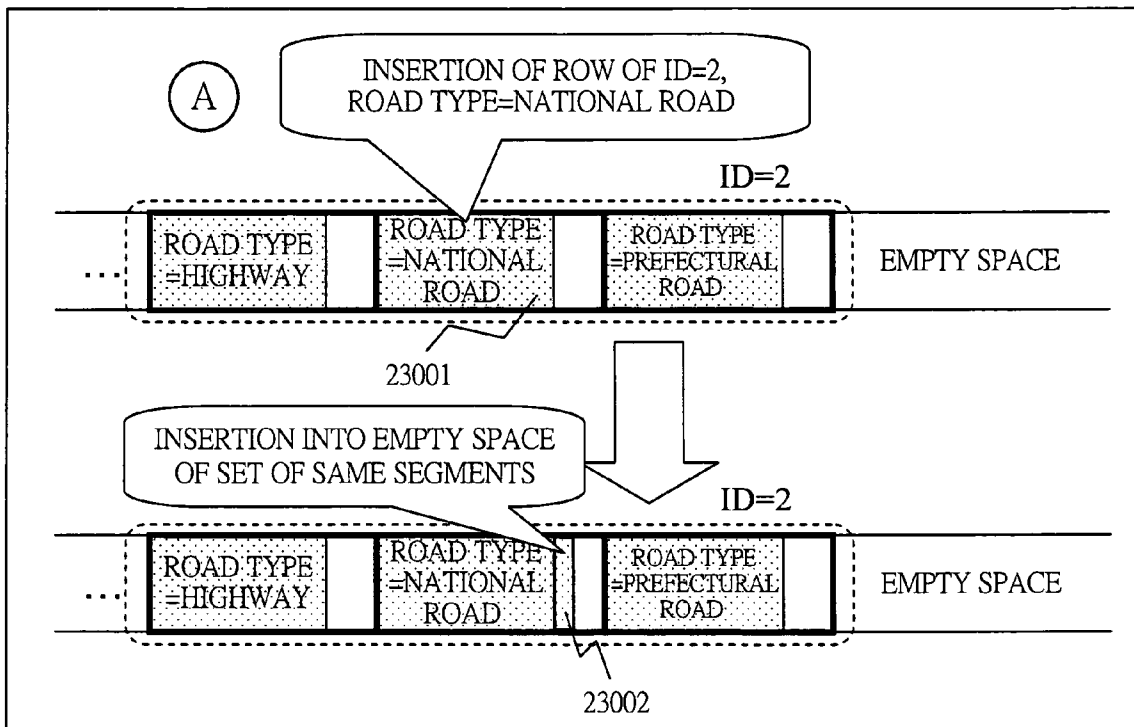 A
INSERTION OF ROW OF ID=2,
ROAD TYPE=NATIONAL ROAD
ID=2
...
ROAD TYPE
=HIGHWAY
ROAD TYPE
=NATIONAL
ROAD
ROAD TYPE
=PREFECTURAL
ROAD
EMPTY SPACE
23001
INSERTION INTO EMPTY SPACE
OF SET OF SAME SEGMENTS
ID=2
...
ROAD TYPE
=HIGHWAY
ROAD TYPE
=NATIONAL
ROAD
ROAD TYPE
=PREFECTURAL
ROAD
EMPTY SPACE
23002